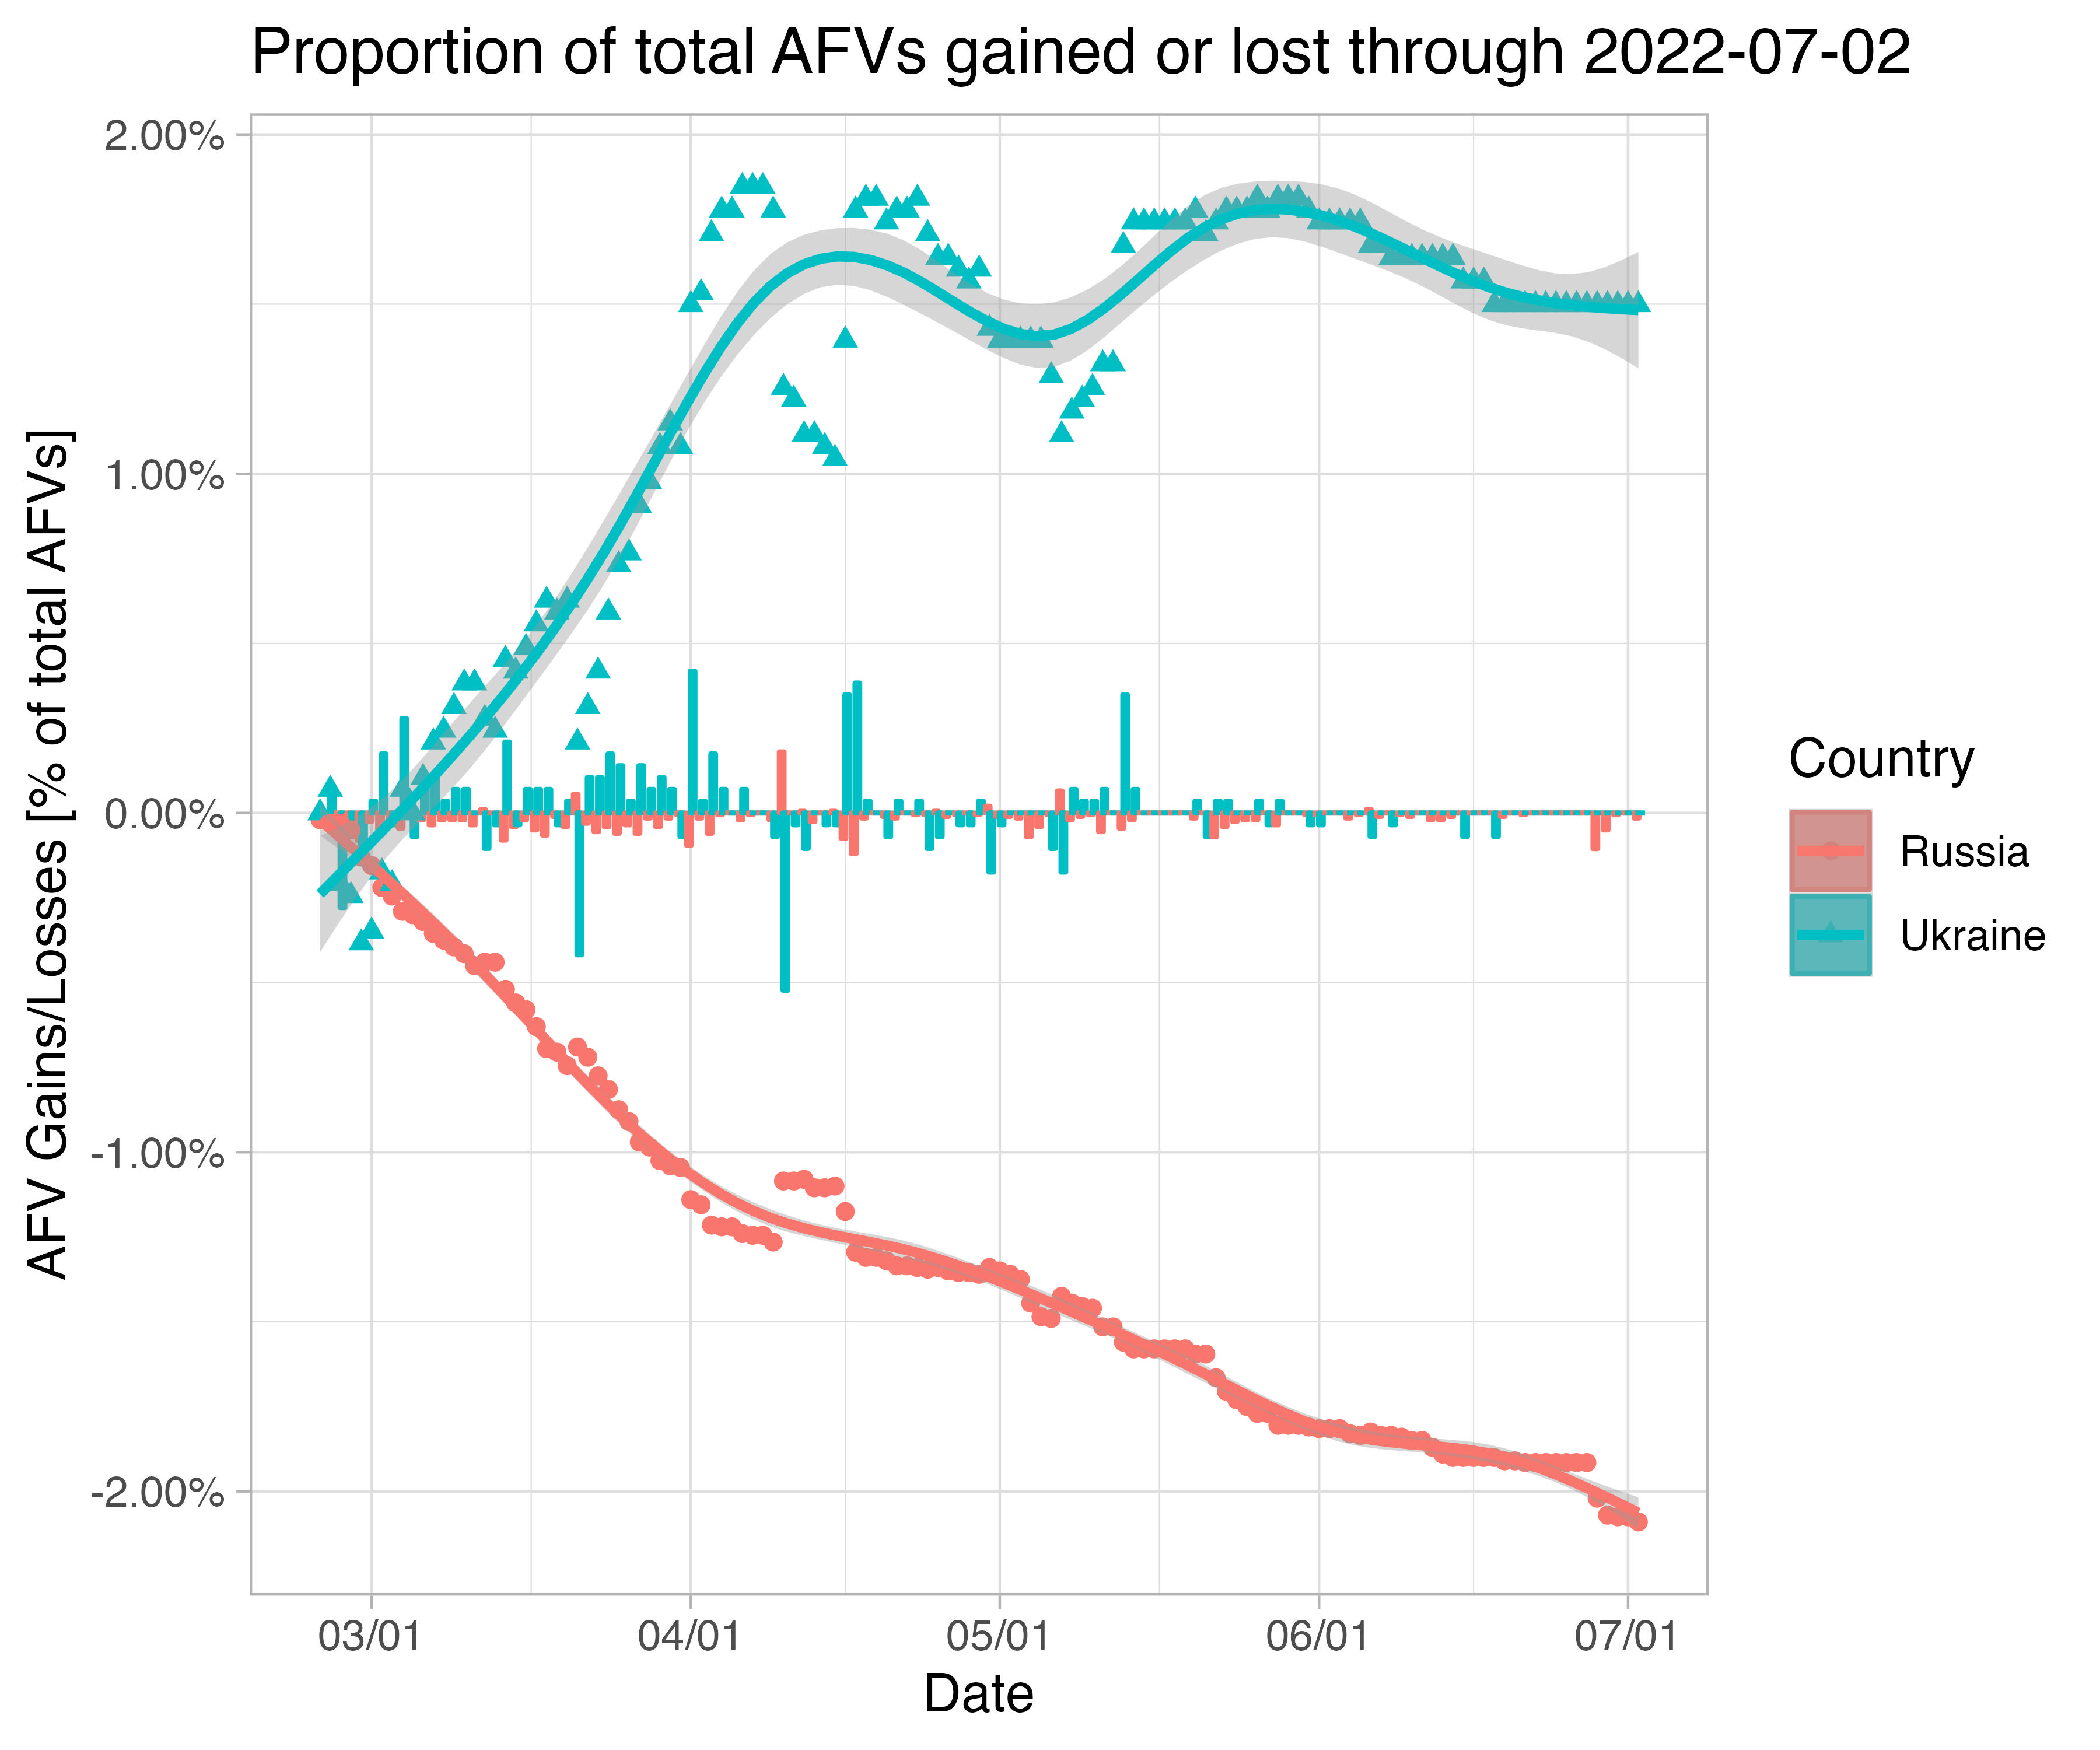 Proportion of total AFVs gained or lost through 2022-07-02
AFV Gains/Losses [% of total AFVs]
2.00%
1.00%
0.00%
-1.00%
-2.00%
03/01
04/01
05/01
06/01
07/01
Date
Country
Russia
Ukraine